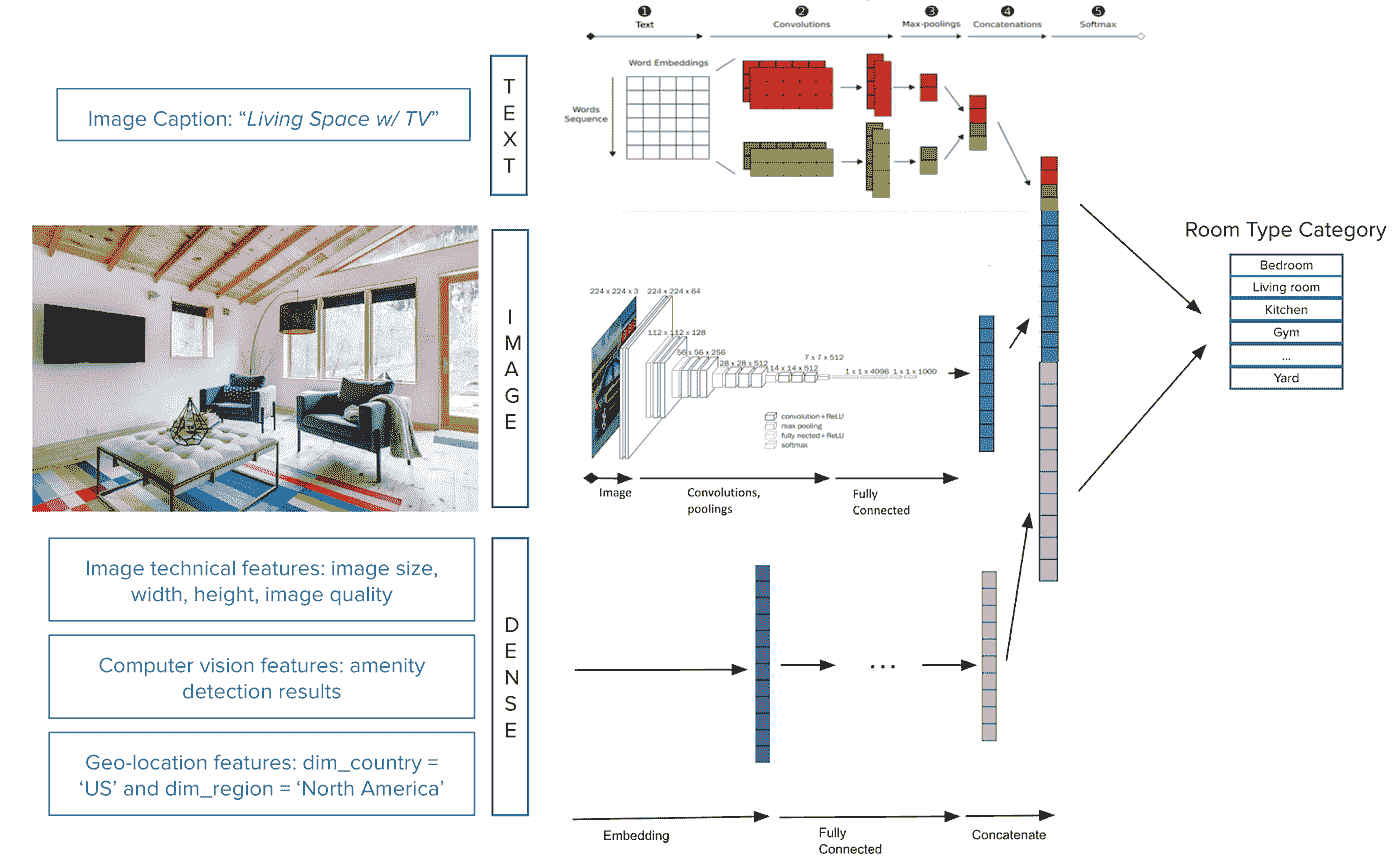 ❶ ❷ ❸ ❹ ❺
Text Convolutions Max-poolings Concatenations Softmax
Word Embeddings
Words
Sequence
Image Caption: “Living Space w/ TV”
TEXT
IMAGE
224 x 224 x 3 224 x 224 x 64
112 x 112 x 128
56 x 56 x 256
28 x 28 x 512
14 x 14 x 512
7 x 7 x 512
1 x 1 x 4096 1 x 1 x 1000
convolution+ReLU
max pooling
fully nected+ReLU
softmax
Image
Convolutions,
poolings
Fully
Connected
Room Type Category
Bedroom
Living room
Kitchen
Gym
...
Yard
Image technical features: image size,
width, height, image quality
Computer vision features: amenity
detection results
Geo-location features: dim_country =
‘US’ and dim_region = ‘North America’
DENSE
...
Embedding
Fully
Connected
Concatenate